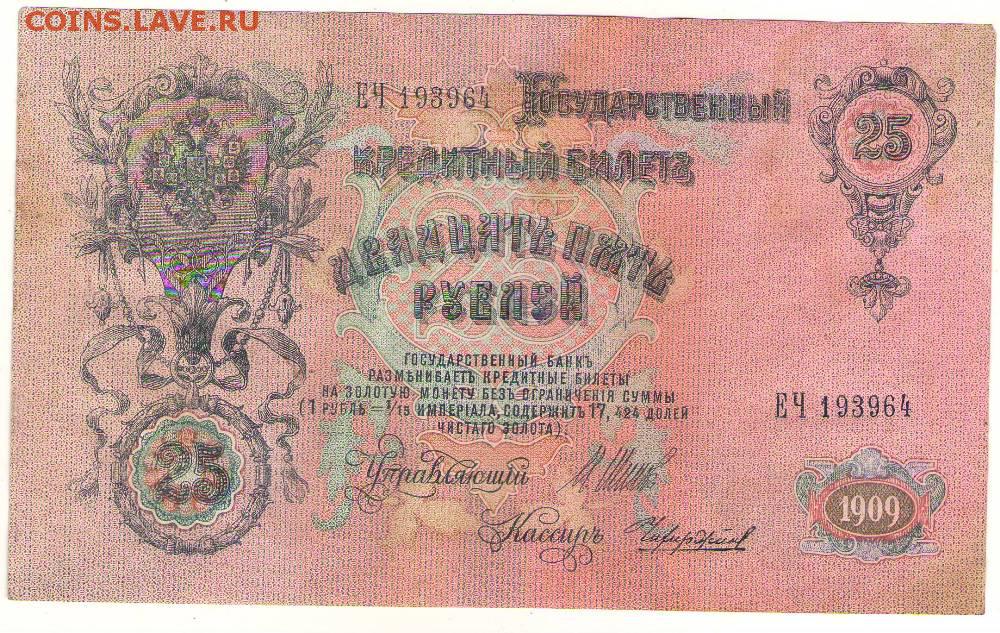 COINS.LAVE.RU
ЕЧ 193964
Государственный
25
Кредитный Билетъ
Двадцать пять
рублей
25
Государственный Банкъ
размѣниваетъ кредитные билеты
на золотую монету безъ ограниченія суммы
(1 рубль = 1/15 имперіала, содержитъ 17,424 долей
чистаго золота).
ЕЧ 193964
25
Управляющій
Кассиръ
1909